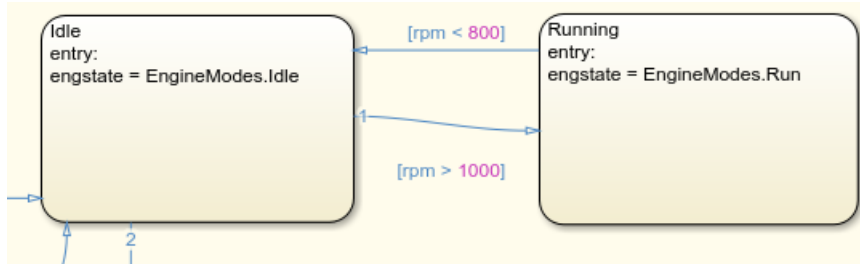 Idle
entry:
engstate = EngineModes.Idle
[rpm < 800]
Running
entry:
engstate = EngineModes.Run
1
[rpm > 1000]
2